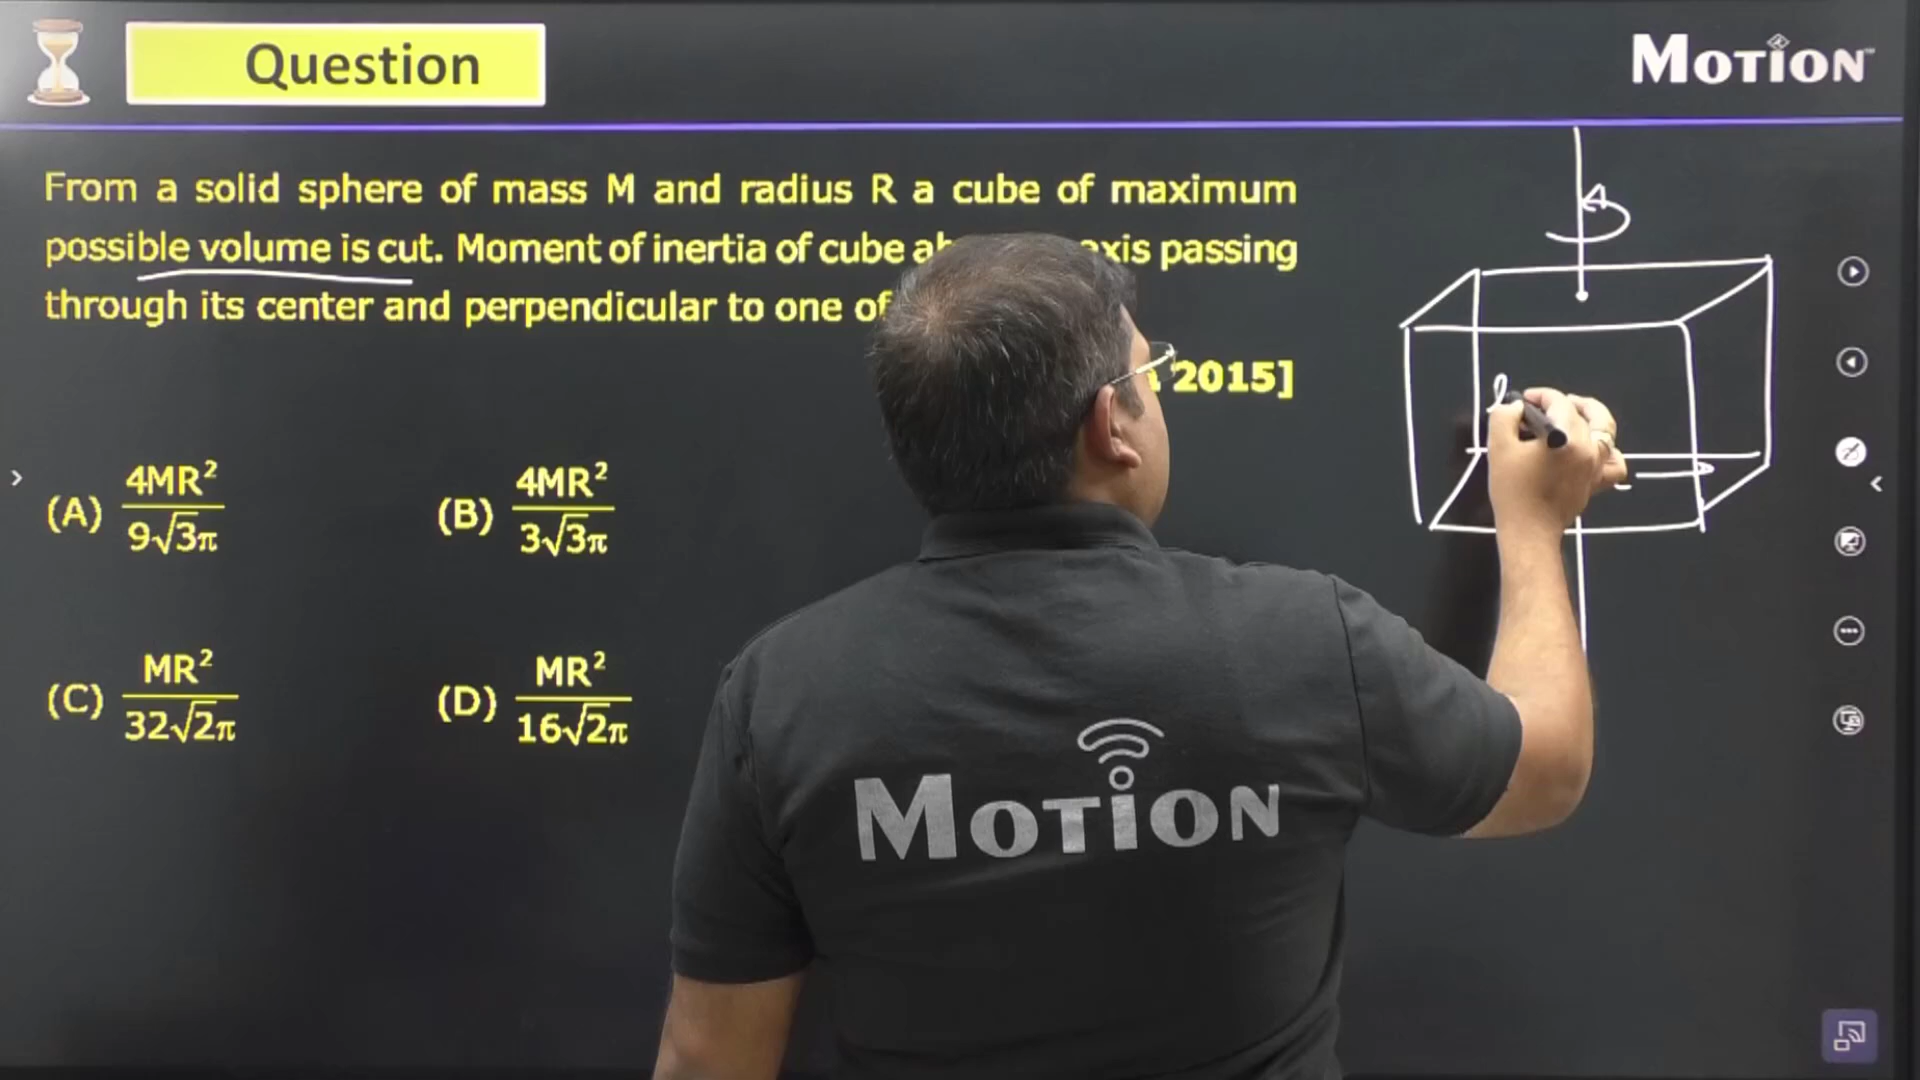 Question
MOTION
From a solid sphere of mass M and radius R a cube of maximum
possible volume is cut. Moment of inertia of cube axis passing
through its center and perpendicular to one of
2015]
(A) 4MR²/9√3π (B) 4MR²/3√3π
(C) MR²/32√2π (D) MR²/16√2π
MOTION